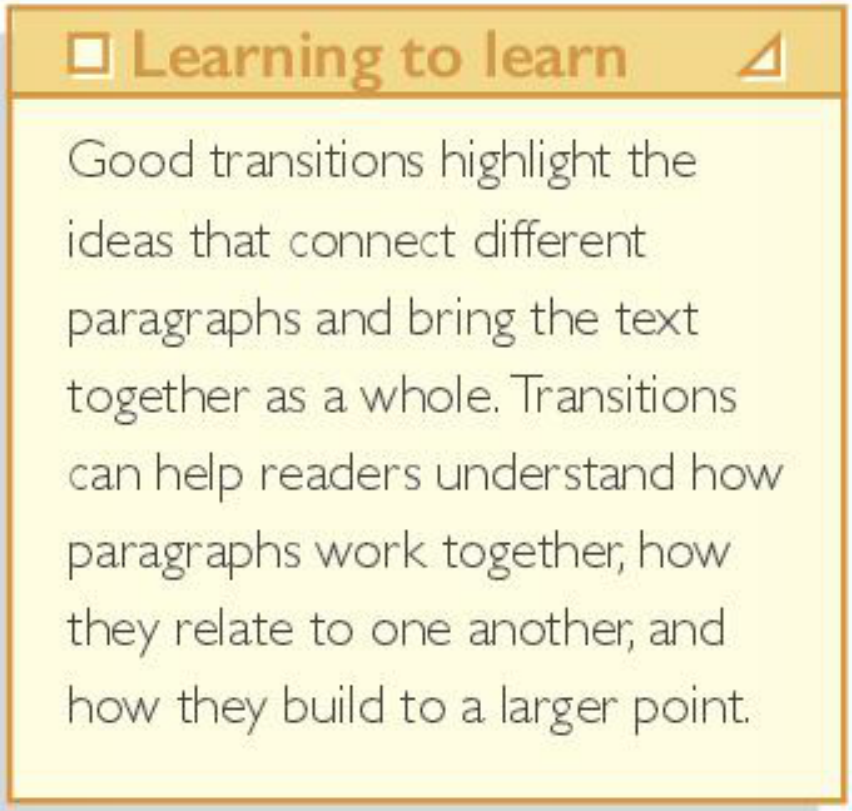 Learning to learn
Good transitions highlight the
ideas that connect different
paragraphs and bring the text
together as a whole. Transitions
can help readers understand how
paragraphs work together, how
they relate to one another, and
how they build to a larger point.